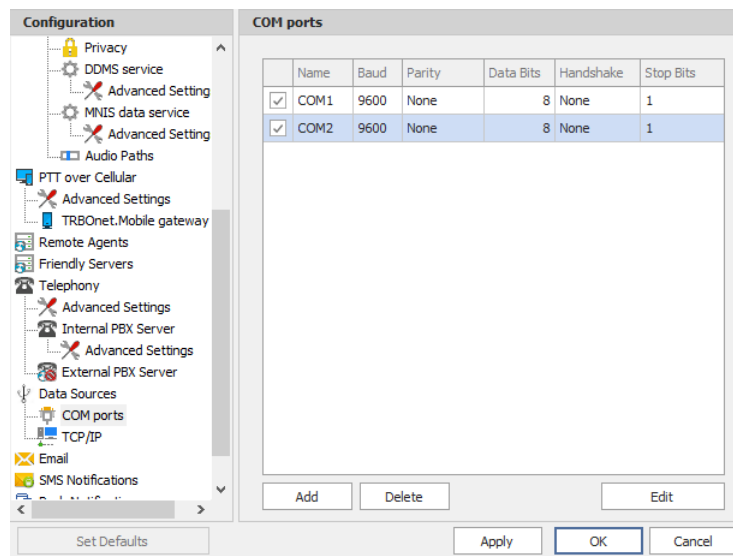 Configuration
Privacy
DDMS service
Advanced Setting
MNIS data service
Advanced Setting
Audio Paths
PTT over Cellular
Advanced Settings
TRBOnet.Mobile gateway
Remote Agents
Friendly Servers
Telephony
Advanced Settings
Internal PBX Server
Advanced Settings
External PBX Server
Data Sources
COM ports
TCP/IP
Email
SMS Notifications
Set Defaults
COM ports
Name Baud Parity Data Bits Handshake Stop Bits
COM1 9600 None 8 None 1
COM2 9600 None 8 None 1
Add Delete Edit
Apply OK Cancel